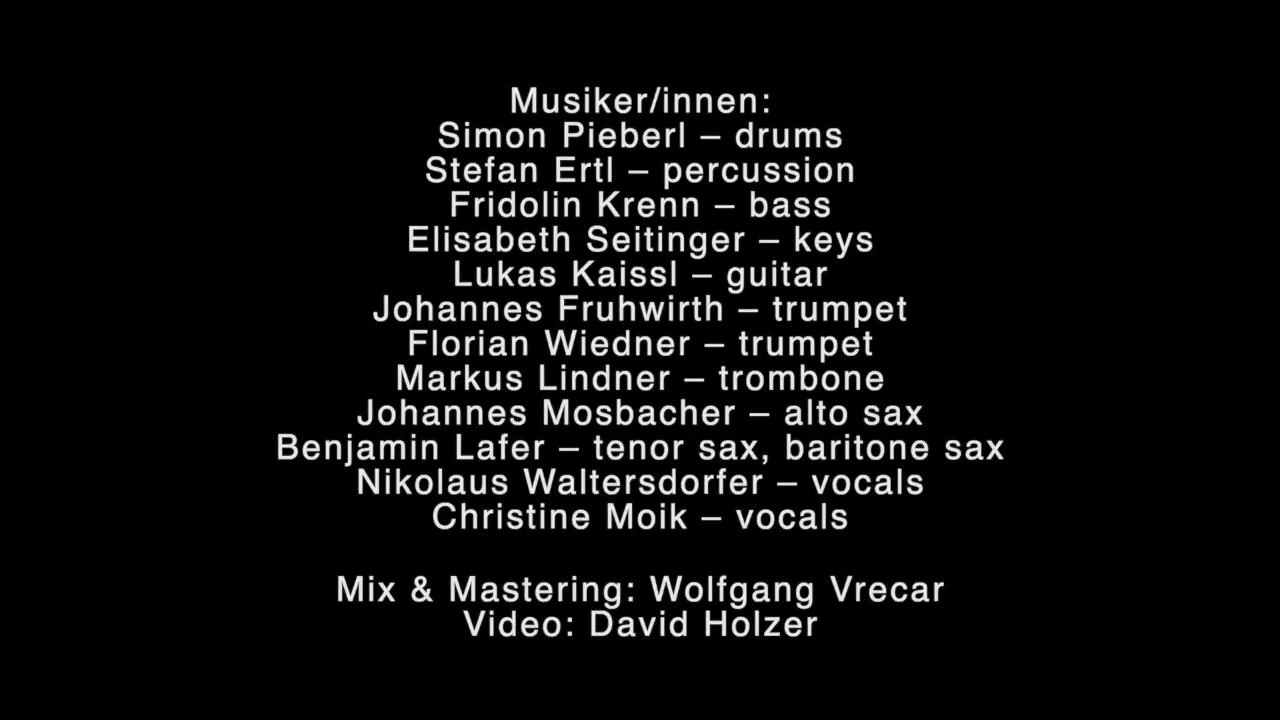 Musiker/innen:
Simon Pieberl – drums
Stefan Ertl – percussion
Fridolin Krenn – bass
Elisabeth Seitinger – keys
Lukas Kaissl – guitar
Johannes Fruhwirth – trumpet
Florian Wiedner – trumpet
Markus Lindner – trombone
Johannes Mosbacher – alto sax
Benjamin Lafer – tenor sax, baritone sax
Nikolaus Waltersdorfer – vocals
Christine Moik – vocals
Mix & Mastering: Wolfgang Vrecar
Video: David Holzer